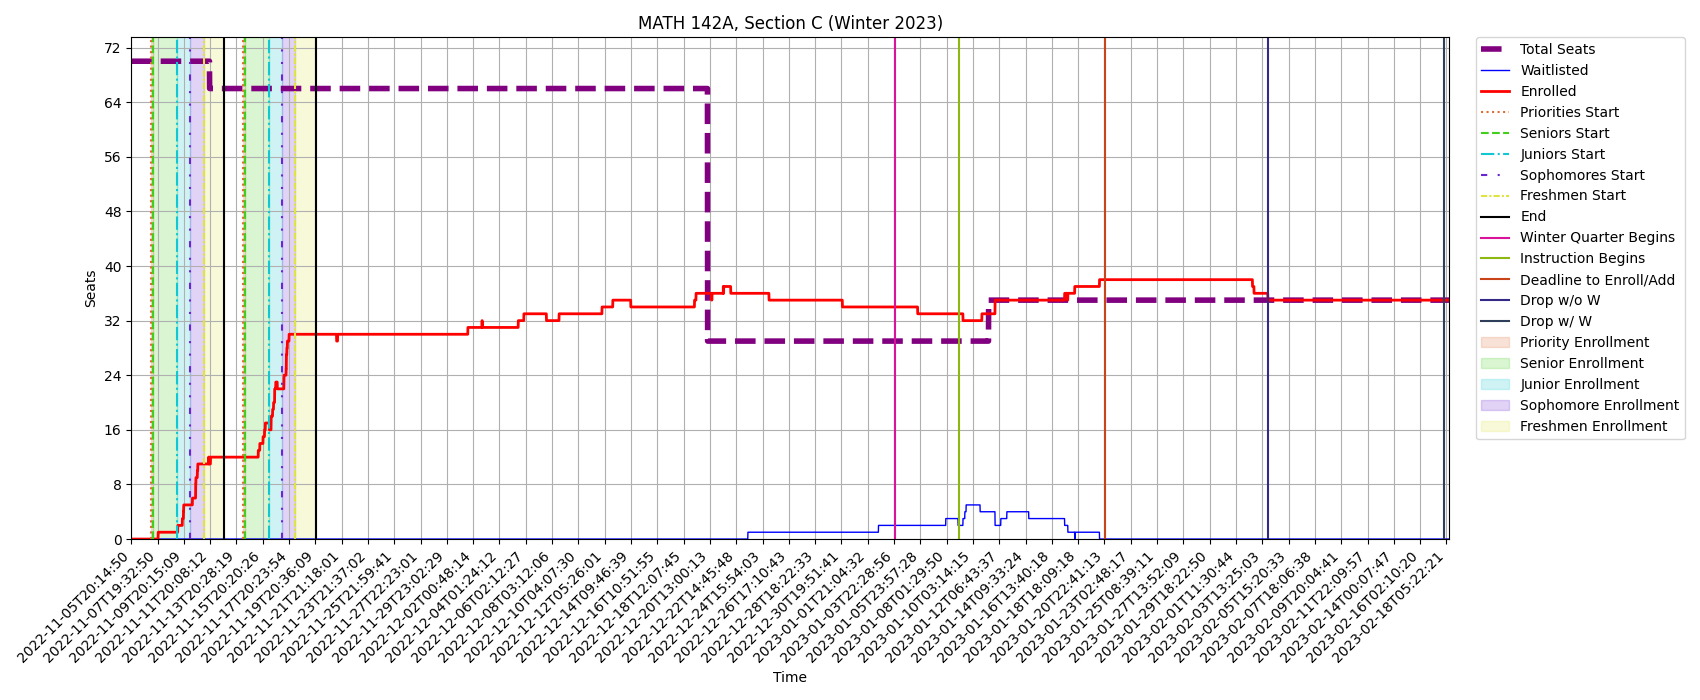 MATH 142A, Section C (Winter 2023)
72
64
56
48
40
32
24
16
8
0
Seats
2022-11-05T20:14:50
2022-11-07T19:32:50
2022-11-09T20:15:09
2022-11-11T20:08:12
2022-11-13T20:28:19
2022-11-15T20:20:26
2022-11-17T20:23:54
2022-11-19T20:36:09
2022-11-21T21:18:01
2022-11-23T21:37:02
2022-11-25T21:59:41
2022-11-27T22:23:01
2022-11-29T23:02:29
2022-12-04T01:24:12
2022-12-06T02:12:27
2022-12-08T03:12:06
2022-12-10T04:07:30
2022-12-12T05:26:01
2022-12-14T09:46:39
2022-12-16T10:51:55
2022-12-18T12:07:45
2022-12-20T13:00:13
2022-12-22T14:45:48
2022-12-24T15:54:03
2022-12-26T17:10:43
2022-12-28T18:22:33
2022-12-30T19:51:41
2023-01-01T21:04:32
2023-01-03T22:28:56
2023-01-05T23:57:28
2023-01-08T01:29:50
2023-01-10T03:14:15
2023-01-12T06:43:37
2023-01-14T09:33:24
2023-01-16T13:40:18
2023-01-18T18:09:18
2023-01-20T22:41:13
2023-01-23T02:48:17
2023-01-25T08:39:11
2023-01-27T13:52:09
2023-01-29T18:22:50
2023-02-01T11:30:44
2023-02-03T13:25:03
2023-02-05T15:20:33
2023-02-07T18:06:38
2023-02-09T20:04:41
2023-02-11T22:09:57
2023-02-14T00:07:47
2023-02-16T02:10:20
2023-02-18T05:22:21
Time
Total Seats
Waitlisted
Enrolled
Priorities Start
Seniors Start
Juniors Start
Sophomores Start
Freshmen Start
End
Winter Quarter Begins
Instruction Begins
Deadline to Enroll/Add
Drop w/o W
Drop w/ W
Priority Enrollment
Senior Enrollment
Junior Enrollment
Sophomore Enrollment
Freshmen Enrollment